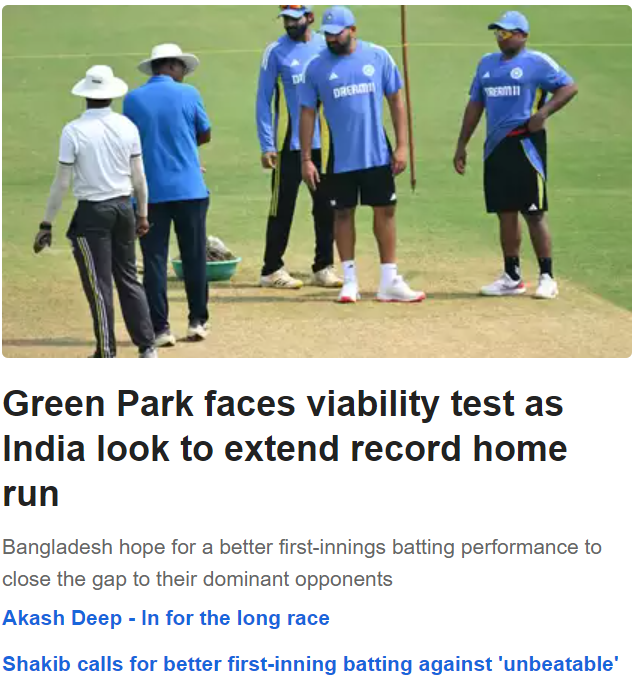 DREAM11
DREAM11
Green Park faces viability test as
India look to extend record home
run
Bangladesh hope for a better first-innings batting performance to
close the gap to their dominant opponents
Akash Deep - In for the long race
Shakib calls for better first-inning batting against 'unbeatable'